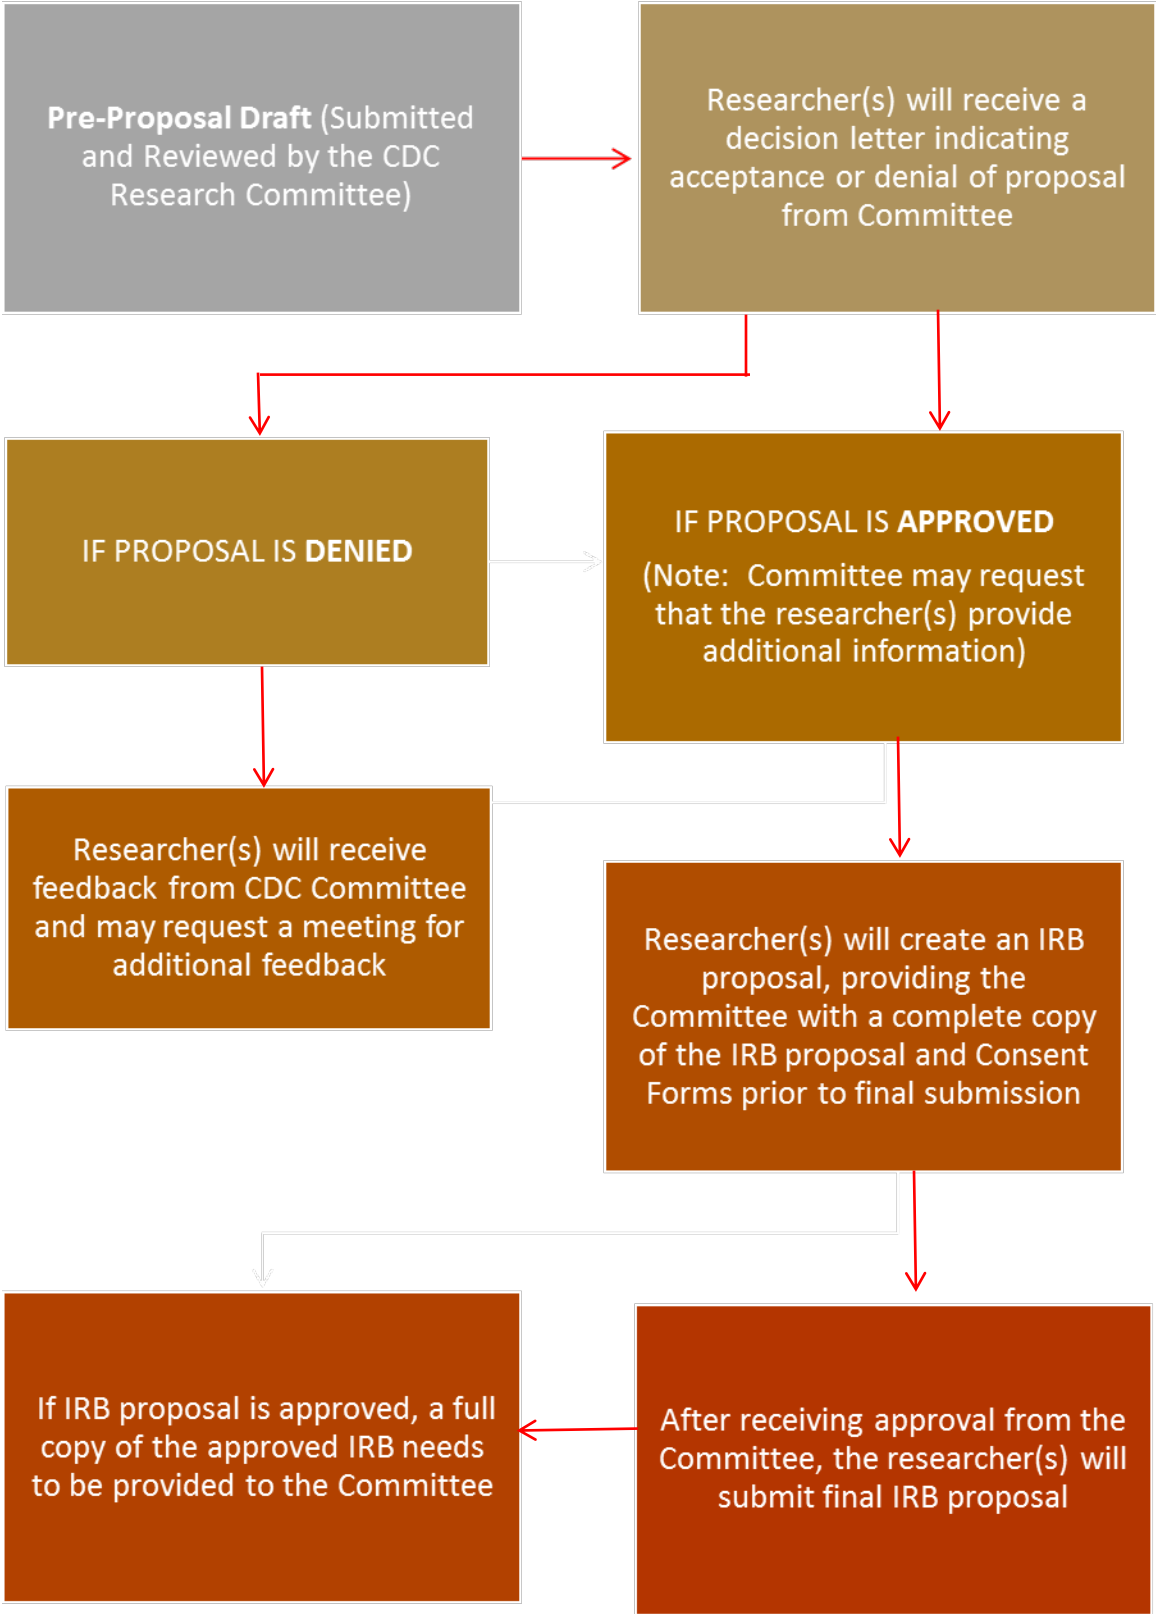 Pre-Proposal Draft (Submitted
and Reviewed by the CDC
Research Committee)
Researcher(s) will receive a
decision letter indicating
acceptance or denial of proposal
from Committee
IF PROPOSAL IS DENIED
IF PROPOSAL IS APPROVED
(Note:  Committee may request
that the researcher(s) provide
additional information)
Researcher(s) will receive
feedback from CDC Committee
and may request a meeting for
additional feedback
Researcher(s) will create an IRB
proposal, providing the
Committee with a complete copy
of the IRB proposal and Consent
Forms prior to final submission
If IRB proposal is approved, a full
copy of the approved IRB needs
to be provided to the Committee
After receiving approval from the
Committee, the researcher(s) will
submit final IRB proposal